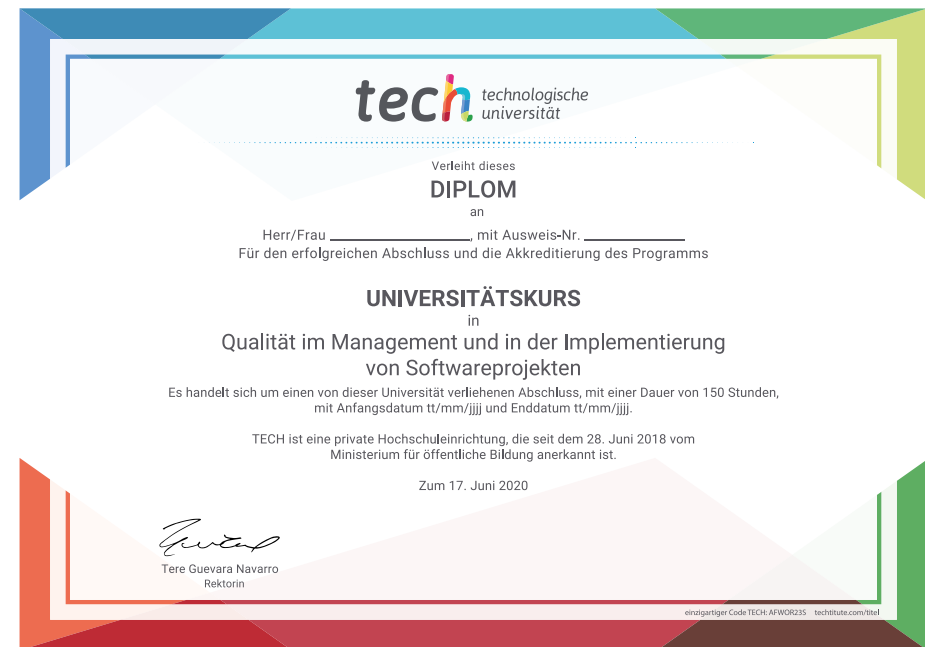 tech technologische
universität
Verleiht dieses
DIPLOM
an
Herr/Frau ____________, mit Ausweis-Nr. ____________
Für den erfolgreichen Abschluss und die Akkreditierung des Programms
UNIVERSITÄTSKURS
in
Qualität im Management und in der Implementierung
von Softwareprojekten
Es handelt sich um einen von dieser Universität verliehenen Abschluss, mit einer Dauer von 150 Stunden,
mit Anfangsdatum tt/mm/jjjj und Enddatum tt/mm/jjjj.
TECH ist eine private Hochschuleinrichtung, die seit dem 28. Juni 2018 vom
Ministerium für öffentliche Bildung anerkannt ist.
Zum 17. Juni 2020
Tere Guevara Navarro
Rektorin
einzigartiger Code TECH: AFWOR23S techtitute.com/titel